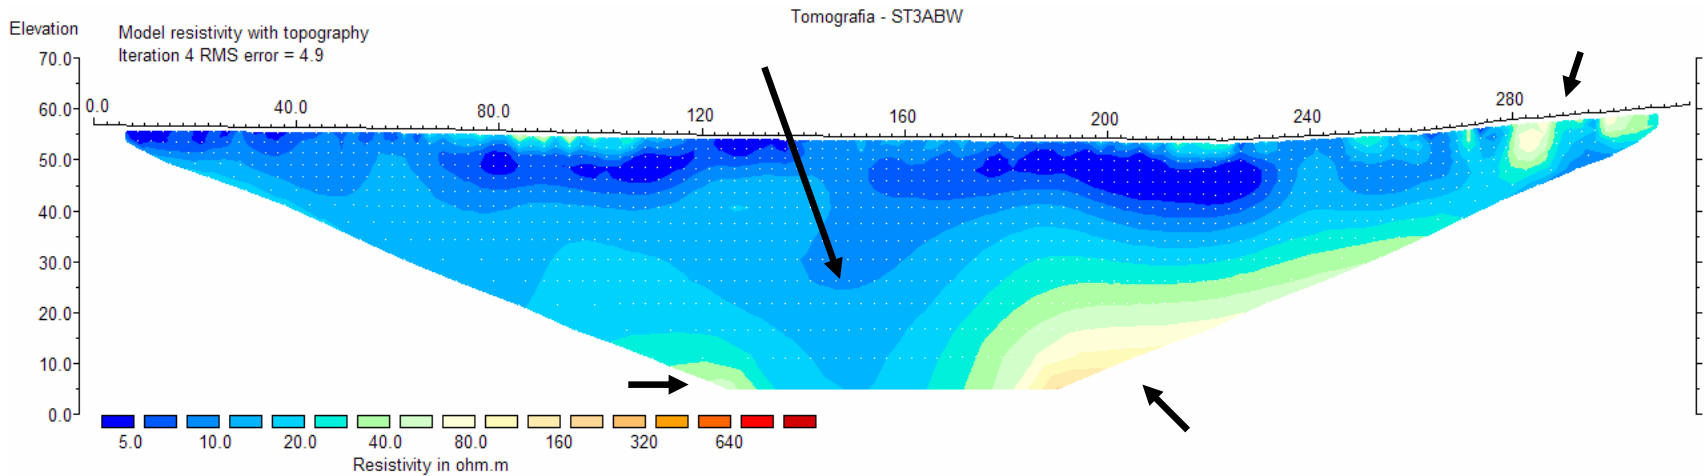 Tomografia - ST3ABW
Elevation
Model resistivity with topography
Iteration 4 RMS error = 4.9
70.0
60.0
50.0
40.0
30.0
20.0
10.0
0.0
0.0 40.0 80.0 120 160 200 240 280
5.0 10.0 20.0 40.0 80.0 160 320 640
Resistivity in ohm.m